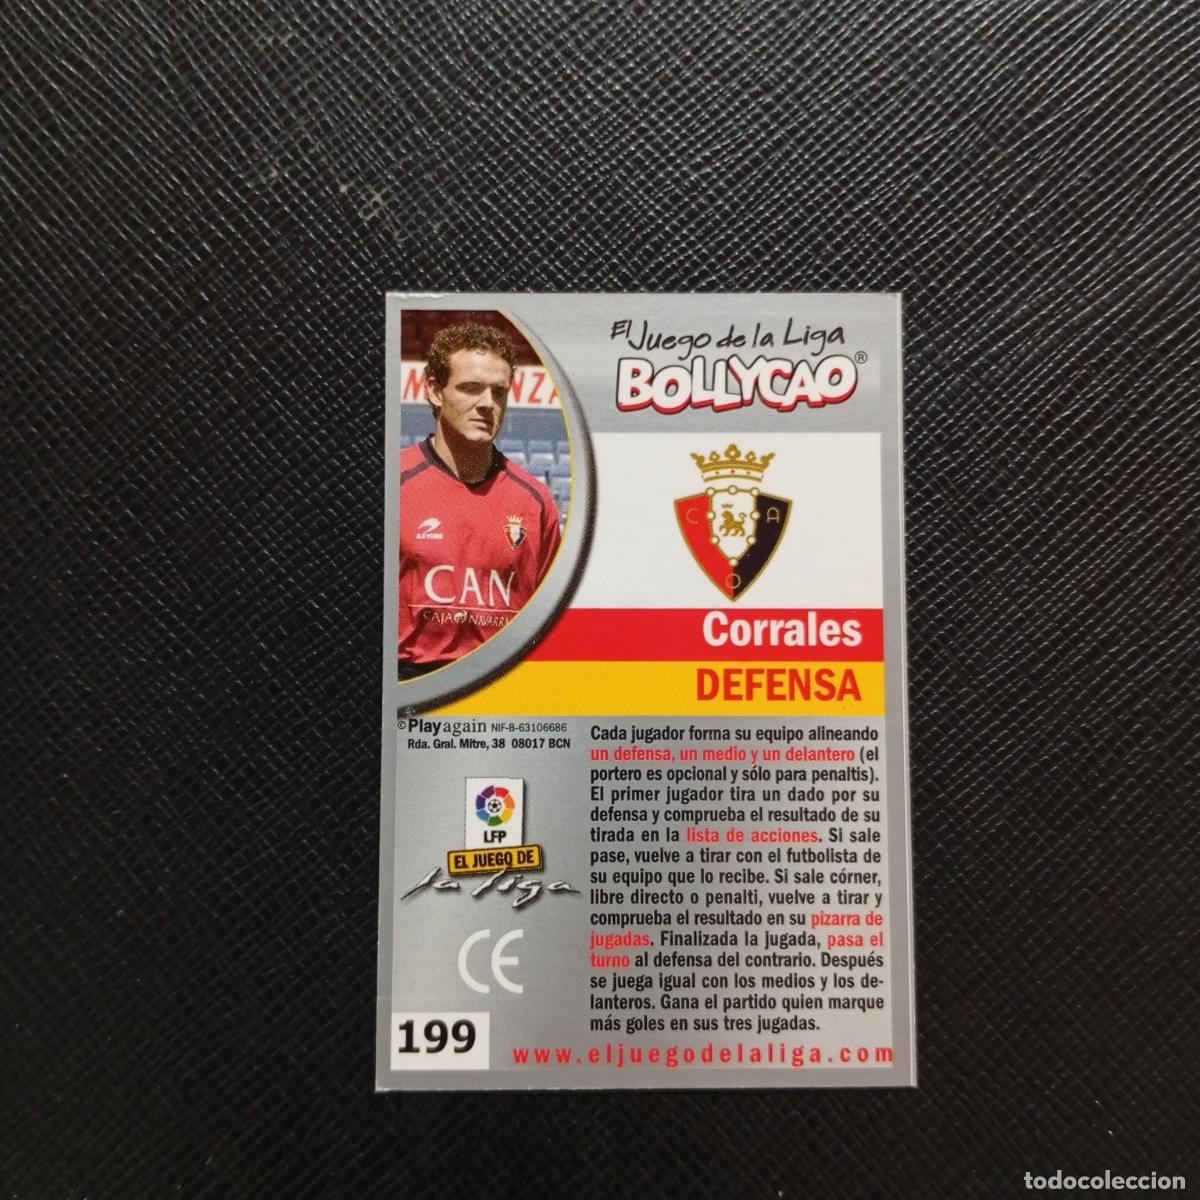 El Juego de la Liga
BOLLYCAO®
M NZA
ASTORE
CAN
CAJA NAVARRA
C A O
Corrales
DEFENSA
©Playagain NIF-B-63106686
Rda. Gral. Mitre, 38 08017 BCN
LFP
EL JUEGO DE
la liga
CE
199
Cada jugador forma su equipo alineando
un defensa, un medio y un delantero (el
portero es opcional y sólo para penaltis).
El primer jugador tira un dado por su
defensa y comprueba el resultado de su
tirada en la lista de acciones. Si sale
pase, vuelve a tirar con el futbolista de
su equipo que lo recibe. Si sale córner,
libre directo o penalti, vuelve a tirar y
comprueba el resultado en su pizarra de
jugadas. Finalizada la jugada, pasa el
turno al defensa del contrario. Después
se juega igual con los medios y los de-
lanteros. Gana el partido quien marque
más goles en sus tres jugadas.
www.eljuegodelaliga.com
todocoleccion